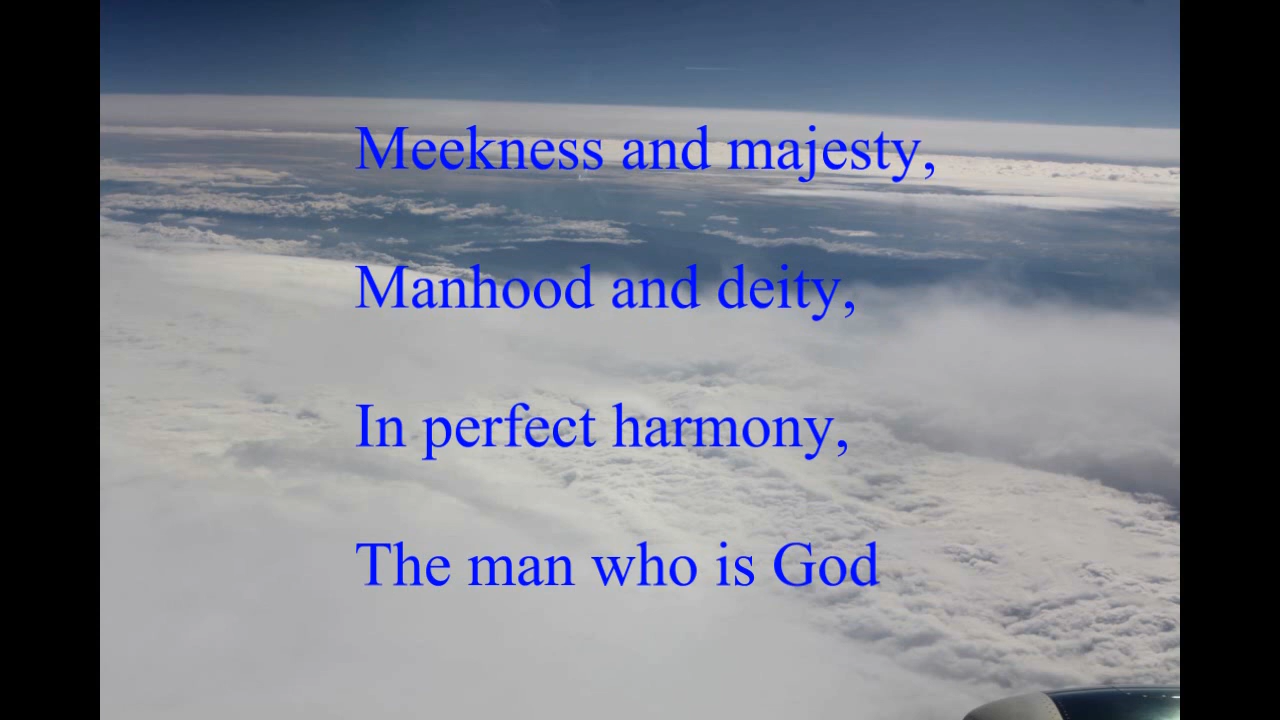 Meekness and majesty,
Manhood and deity,
In perfect harmony,
The man who is God